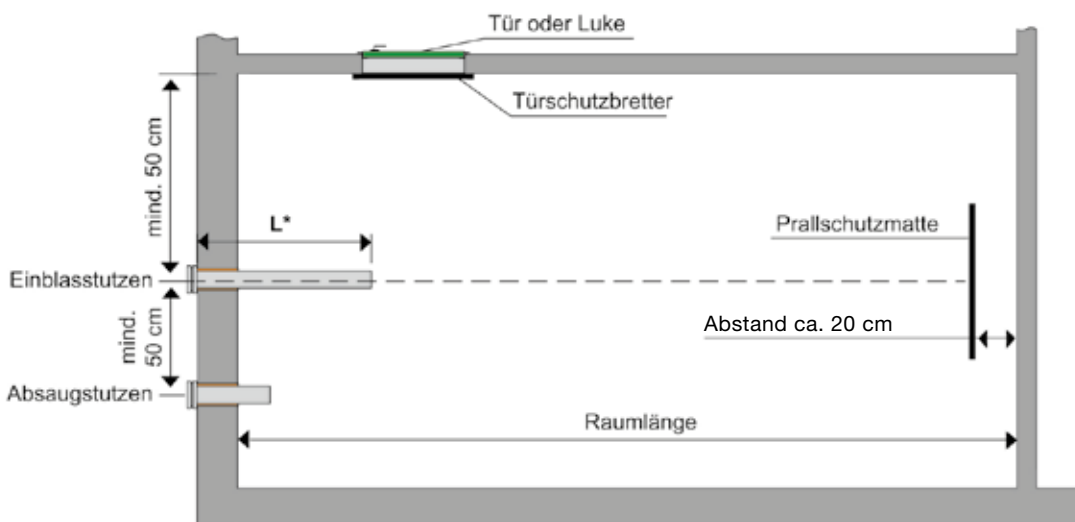 Tür oder Luke
Türschutzbretter
mind. 50 cm
L*
Prallschutzmatte
Einblasstutzen
mind.
50 cm
Abstand ca. 20 cm
Absaugstutzen
Raumlänge